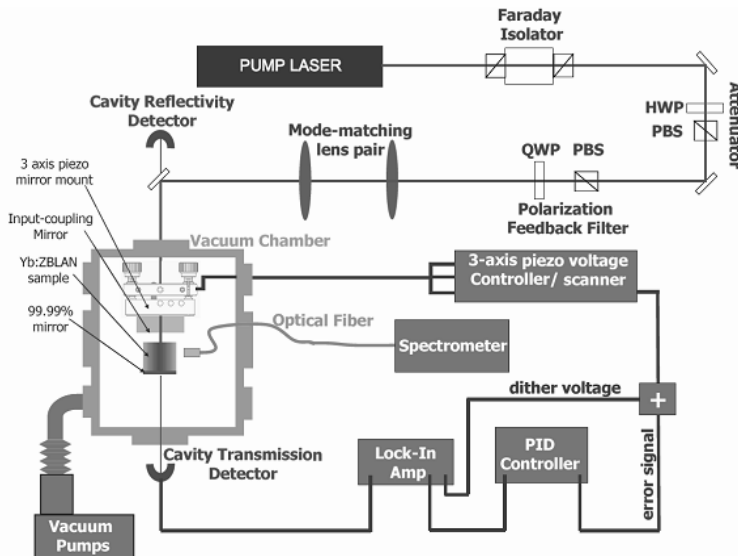 Faraday
Isolator
PUMP LASER
Attenuator
HWP
PBS
Cavity Reflectivity
Detector
Mode-matching
lens pair
QWP PBS
Polarization
Feedback Filter
3 axis piezo
mirror mount
Input-coupling
Mirror
Vacuum Chamber
Yb:ZBLAN
sample
3-axis piezo voltage
Controller/ scanner
99.99%
mirror
Optical Fiber
Spectrometer
dither voltage
+
Cavity Transmission
Detector
Lock-In
Amp
PID
Controller
error signal
Vacuum
Pumps